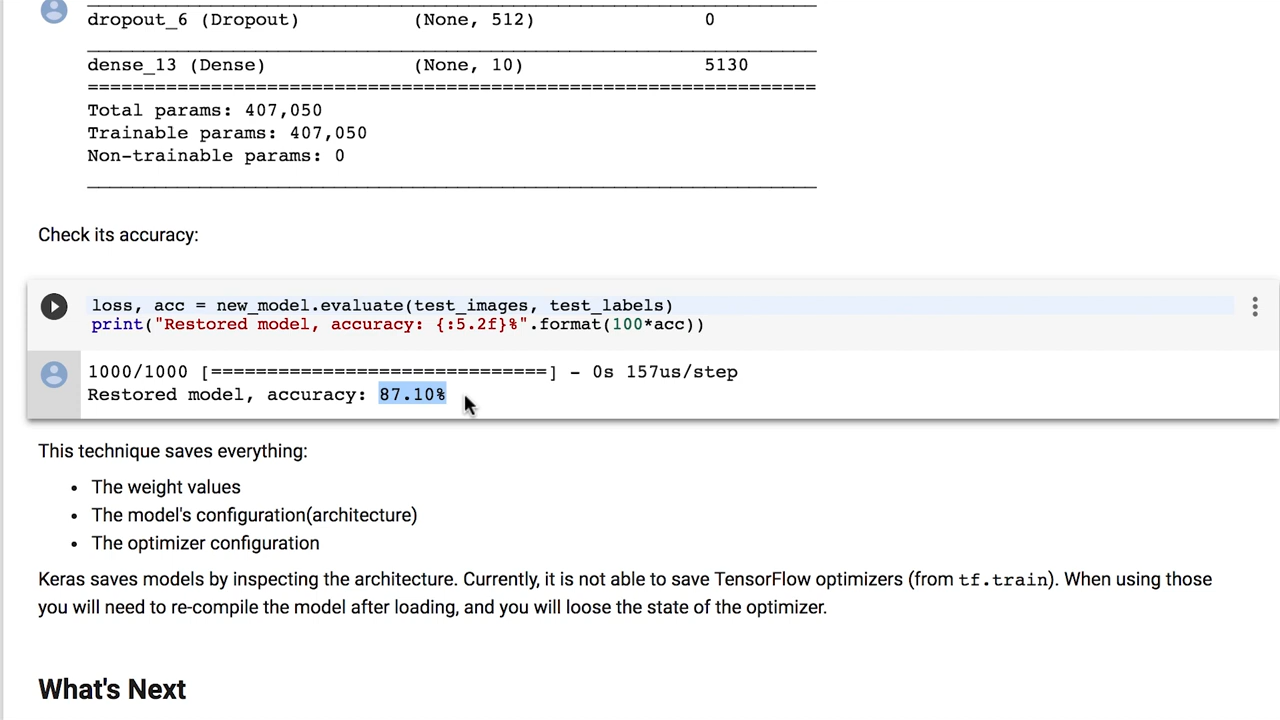 dropout_6 (Dropout) (None, 512) 0
dense_13 (Dense) (None, 10) 5130
=================================================================
Total params: 407,050
Trainable params: 407,050
Non-trainable params: 0
Check its accuracy:
loss, acc = new_model.evaluate(test_images, test_labels)
print("Restored model, accuracy: {:5.2f}%".format(100*acc))
1000/1000 [==============================] - 0s 157us/step
Restored model, accuracy: 87.10%
This technique saves everything:
• The weight values
• The model's configuration(architecture)
• The optimizer configuration
Keras saves models by inspecting the architecture. Currently, it is not able to save TensorFlow optimizers (from tf.train). When using those
you will need to re-compile the model after loading, and you will loose the state of the optimizer.
What's Next